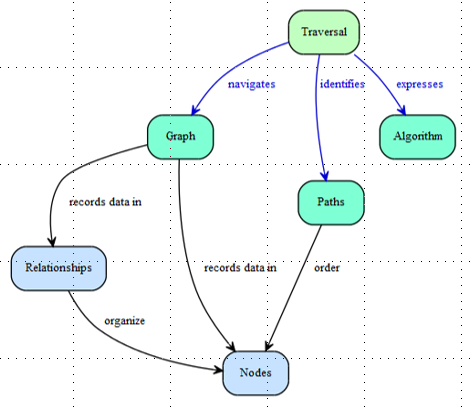 Traversal
navigates
identifies
expresses
Graph
Algorithm
records data in
Paths
Relationships
records data in
order
organize
Nodes